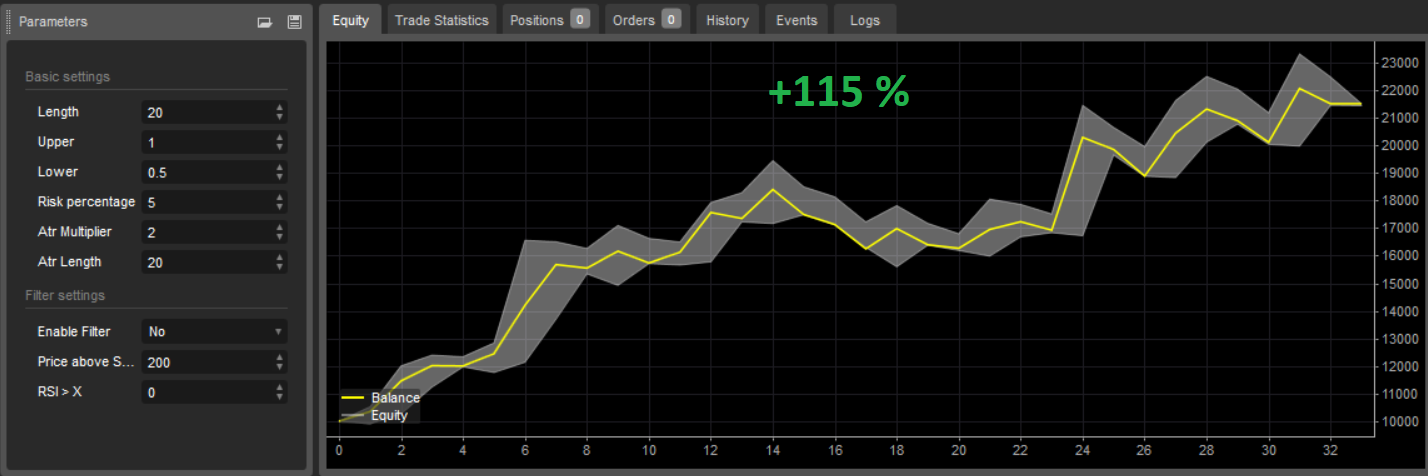 Parameters
Basic settings
Length 20
Upper 1
Lower 0.5
Risk percentage 5
Atr Multiplier 2
Atr Length 20
Filter settings
Enable Filter No
Price above S... 200
RSI > X 0
Equity Trade Statistics Positions 0 Orders 0 History Events Logs
+115 %
23000
22000
21000
20000
19000
18000
17000
16000
15000
14000
13000
12000
11000
10000
Balance
Equity
0 2 4 6 8 10 12 14 16 18 20 22 24 26 28 30 32